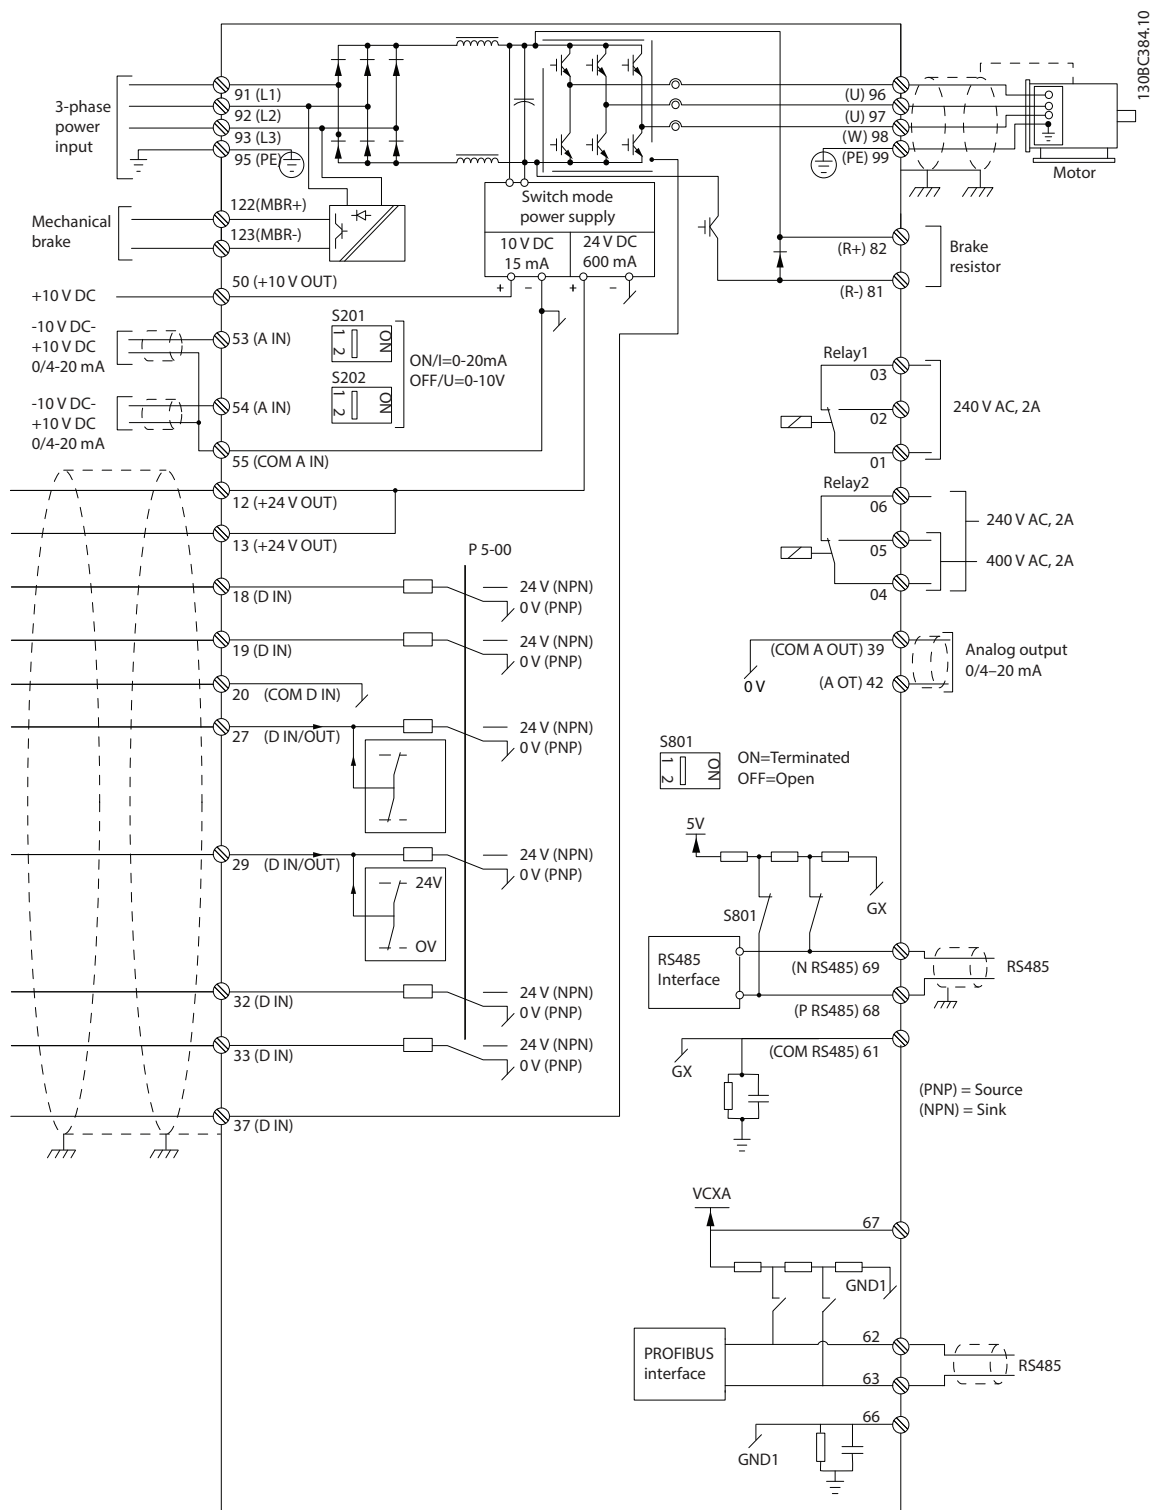 130BC384.10
3-phase
power
input
91 (L1)
92 (L2)
93 (L3)
95 (PE)
(U) 96
(U) 97
(W) 98
(PE) 99
Motor
Mechanical
brake
122(MBR+)
123(MBR-)
Switch mode
power supply
10 V DC
15 mA
24 V DC
600 mA
+
-
+
-
(R+) 82
(R-) 81
Brake
resistor
+10 V DC
50 (+10 V OUT)
-10 V DC-
+10 V DC
0/4-20 mA
53 (A IN)
S201
1 2
ON
S202
1 2
ON
ON/I=0-20mA
OFF/U=0-10V
-10 V DC-
+10 V DC
0/4-20 mA
54 (A IN)
55 (COM A IN)
12 (+24 V OUT)
13 (+24 V OUT)
Relay1
03
02
01
240 V AC, 2A
Relay2
06
05
04
240 V AC, 2A
400 V AC, 2A
P 5-00
18 (D IN)
24 V (NPN)
0 V (PNP)
19 (D IN)
24 V (NPN)
0 V (PNP)
20 (COM D IN)
27 (D IN/OUT)
24 V (NPN)
0 V (PNP)
29 (D IN/OUT)
24 V (NPN)
0 V (PNP)
24V
OV
32 (D IN)
24 V (NPN)
0 V (PNP)
33 (D IN)
24 V (NPN)
0 V (PNP)
37 (D IN)
(COM A OUT) 39
0 V
(A OT) 42
Analog output
0/4–20 mA
S801
1 2
ON
ON=Terminated
OFF=Open
5V
GX
S801
RS485
Interface
(N RS485) 69
(P RS485) 68
RS485
(COM RS485) 61
GX
(PNP) = Source
(NPN) = Sink
VCXA
67
GND1
PROFIBUS
interface
62
63
RS485
66
GND1